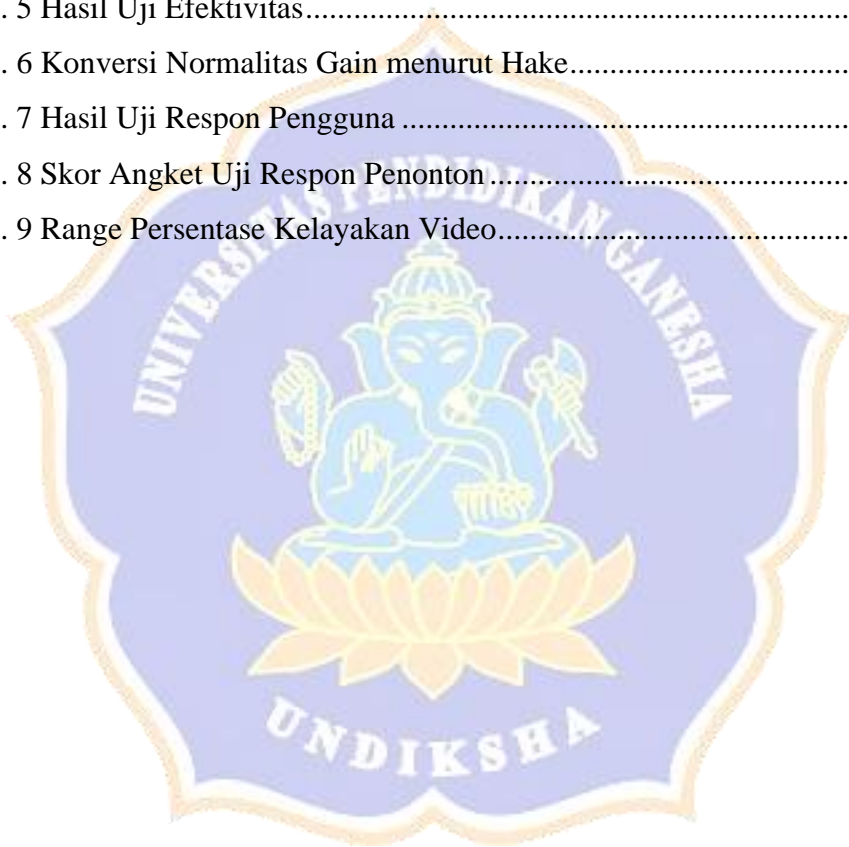 . 5 Hasil Uji Efektivitas..............................................................................
. 6 Konversi Normalitas Gain menurut Hake........................................
. 7 Hasil Uji Respon Pengguna ..............................................................
. 8 Skor Angket Uji Respon Penonton..................................................
. 9 Range Persentase Kelayakan Video.................................................
UNIVERSITAS PENDIDIKAN GANESHA
UNDIKSHA